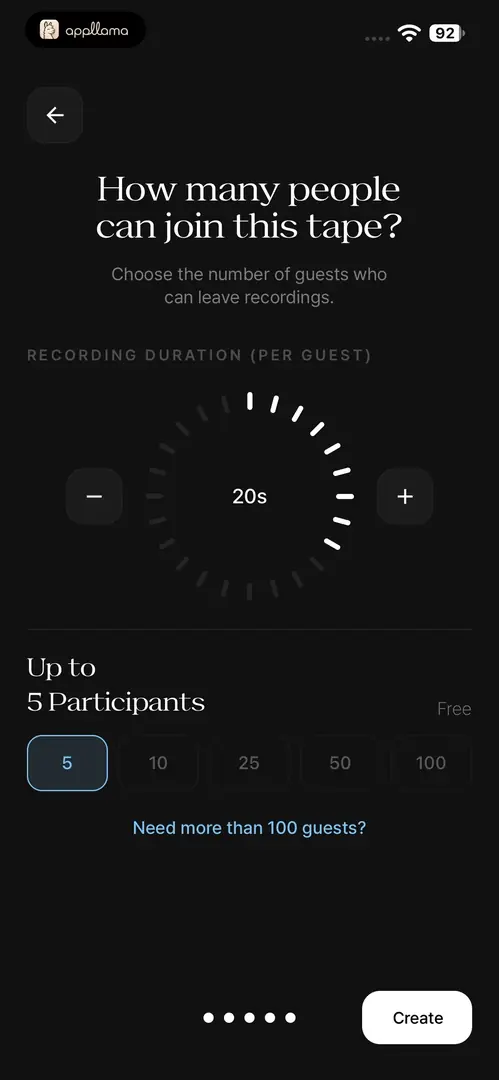 appllama
92
How many people
can join this tape?
Choose the number of guests who
can leave recordings.
RECORDING DURATION (PER GUEST)
20s
Up to
5 Participants
Free
5 10 25 50 100
Need more than 100 guests?
Create